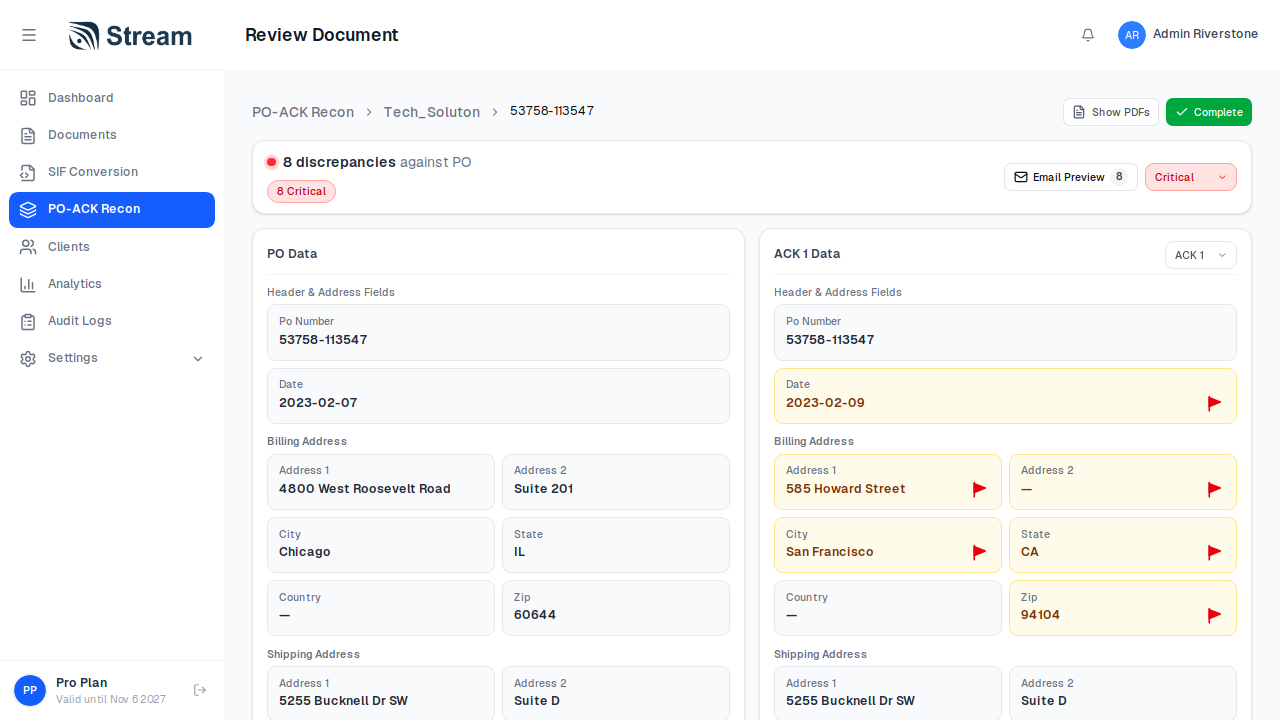 Stream
Review Document
AR
Admin Riverstone
Dashboard
Documents
SIF Conversion
PO-ACK Recon
Clients
Analytics
Audit Logs
Settings
PP
Pro Plan
Valid until Nov 6 2027
PO-ACK Recon > Tech_Soluton > 53758-113547
Show PDFs
Complete
8 discrepancies against PO
8 Critical
Email Preview 8
Critical
PO Data
Header & Address Fields
Po Number
53758-113547
Date
2023-02-07
Billing Address
Address 1
4800 West Roosevelt Road
Address 2
Suite 201
City
Chicago
State
IL
Country
—
Zip
60644
Shipping Address
Address 1
5255 Bucknell Dr SW
Address 2
Suite D
ACK 1 Data
ACK 1
Header & Address Fields
Po Number
53758-113547
Date
2023-02-09
Billing Address
Address 1
585 Howard Street
Address 2
—
City
San Francisco
State
CA
Country
—
Zip
94104
Shipping Address
Address 1
5255 Bucknell Dr SW
Address 2
Suite D